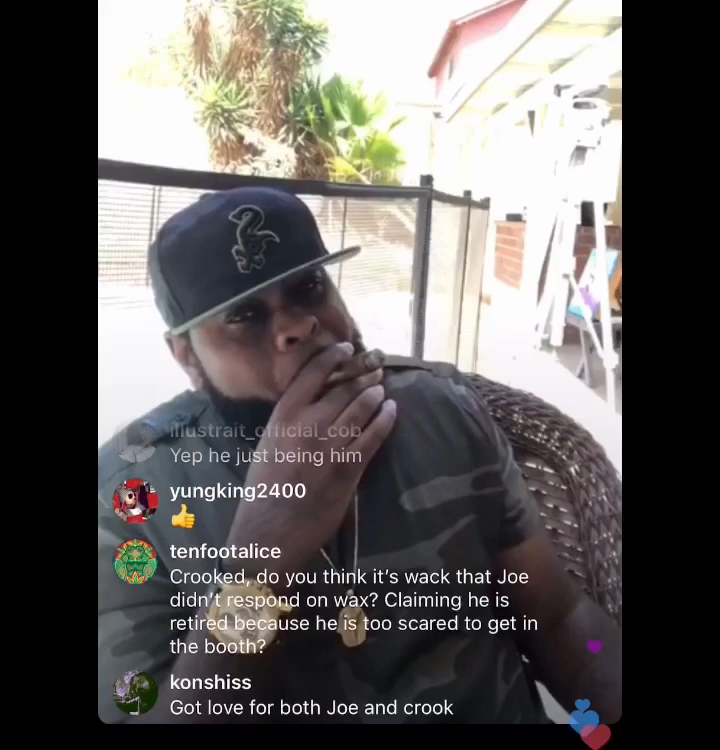 illustrait_official_cob
Yep he just being him
yungking2400
👍
tenfootalice
Crooked, do you think it’s wack that Joe
didn’t respond on wax? Claiming he is
retired because he is too scared to get in
the booth?
konshiss
Got love for both Joe and crook